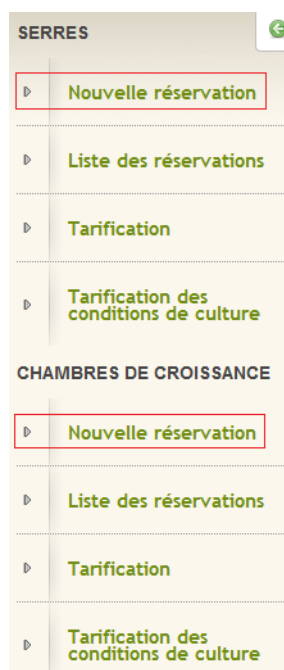 SERRES
Nouvelle réservation
Liste des réservations
Tarification
Tarification des
conditions de culture
CHAMBRES DE CROISSANCE
Nouvelle réservation
Liste des réservations
Tarification
Tarification des
conditions de culture